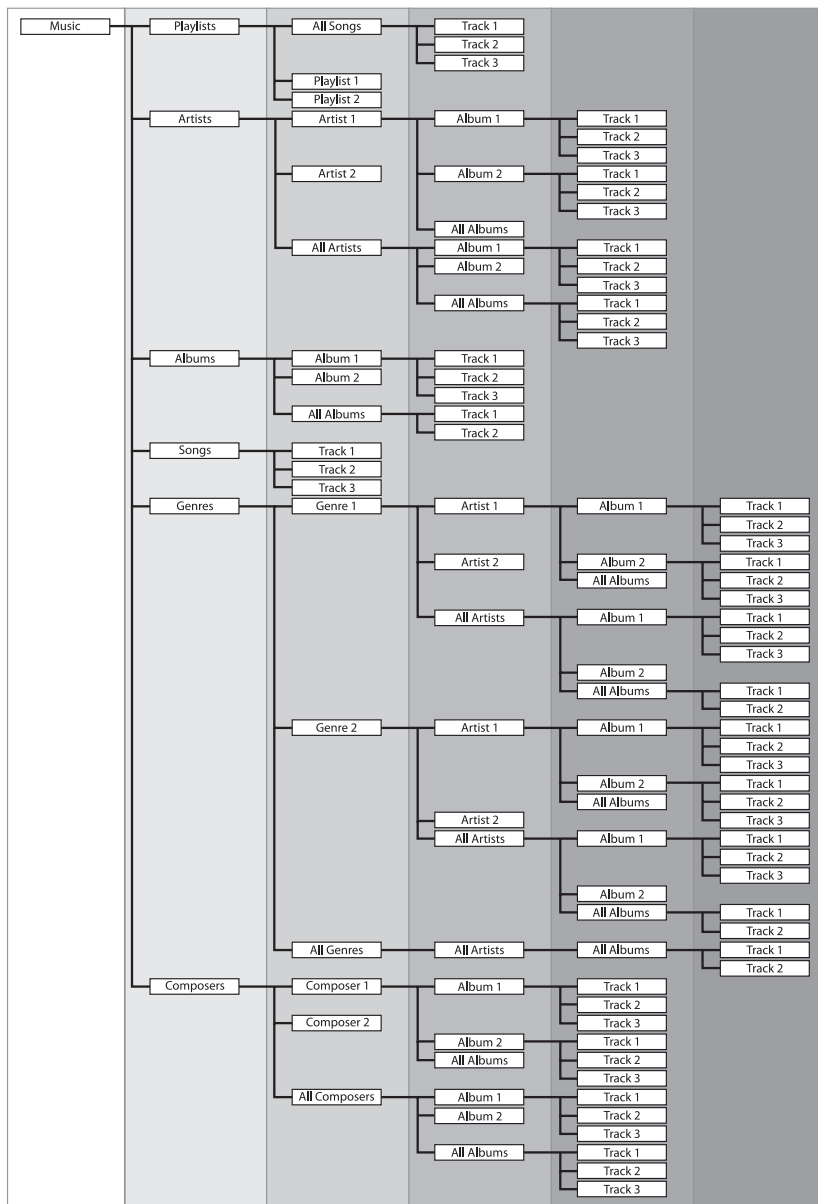 Music Playlists All Songs Track 1
Track 2
Track 3
Playlist 1
Playlist 2
Artists Artist 1 Album 1 Track 1
Track 2
Track 3
Artist 2 Album 2 Track 1
Track 2
Track 3
All Albums
All Artists Album 1 Track 1
Album 2 Track 2
Track 3
All Albums Track 1
Track 2
Track 3
Albums Album 1 Track 1
Album 2 Track 2
Track 3
All Albums Track 1
Track 2
Songs Track 1
Track 2
Track 3
Genres Genre 1 Artist 1 Album 1 Track 1
Track 2
Track 3
Artist 2 Album 2 Track 1
All Albums Track 2
Track 3
All Artists Album 1 Track 1
Track 2
Track 3
Album 2
All Albums Track 1
Track 2
Genre 2 Artist 1 Album 1 Track 1
Track 2
Track 3
Album 2 Track 1
All Albums Track 2
Artist 2 Track 3
All Artists Album 1 Track 1
Track 2
Track 3
Album 2
All Albums Track 1
Track 2
All Genres All Artists All Albums Track 1
Track 2
Composers Composer 1 Album 1 Track 1
Track 2
Composer 2 Track 3
Album 2 Track 1
All Albums Track 2
Track 3
All Composers Album 1 Track 1
Album 2 Track 2
Track 3
All Albums Track 1
Track 2
Track 3